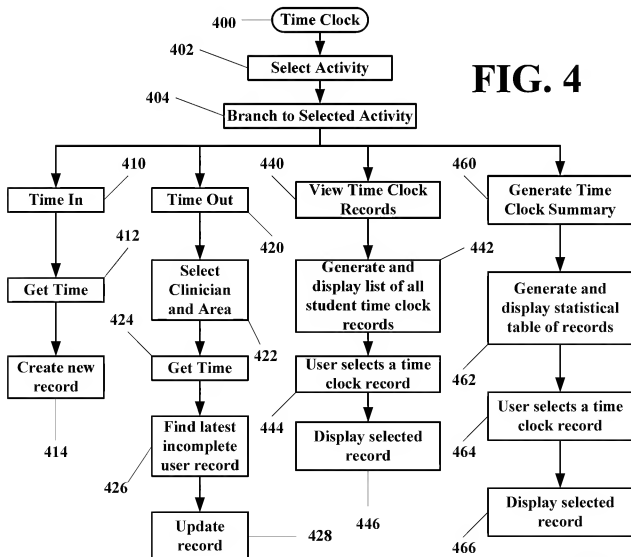 400
Time Clock
402
Select Activity
FIG. 4
404
Branch to Selected Activity
410
Time In
412
Get Time
Create new
record
414
Time Out
420
Select
Clinician
and Area
422
424
Get Time
Find latest
incomplete
user record
426
Update
record
428
440
View Time Clock
Records
442
Generate and
display list of all
student time clock
records
User selects a time
clock record
444
Display selected
record
446
460
Generate Time
Clock Summary
Generate and
display statistical
table of records
462
User selects a time
clock record
464
Display selected
record
466